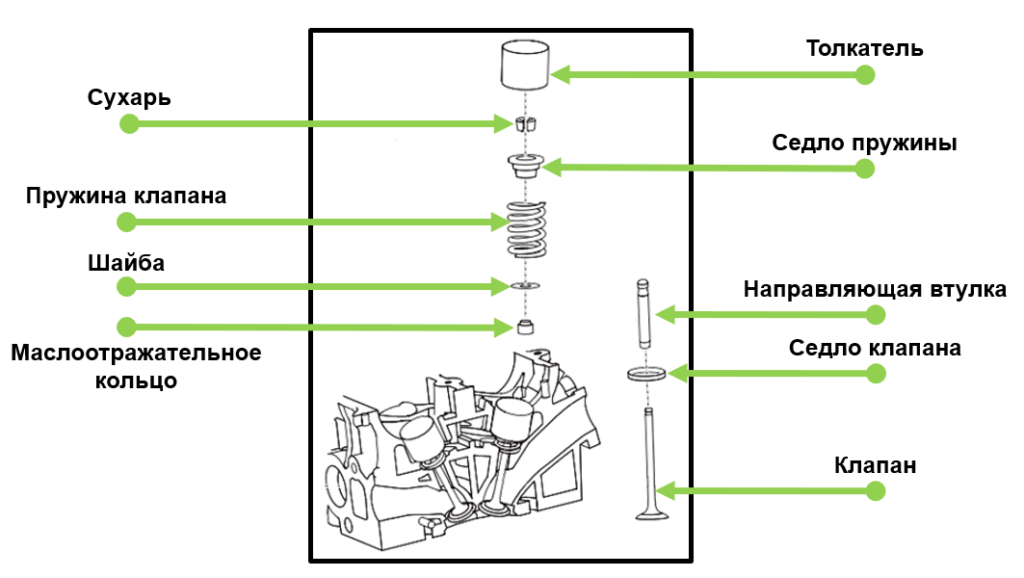 Толкатель
Сухарь
Седло пружины
Пружина клапана
Шайба
Направляющая втулка
Маслоотражательное
кольцо
Седло клапана
Клапан